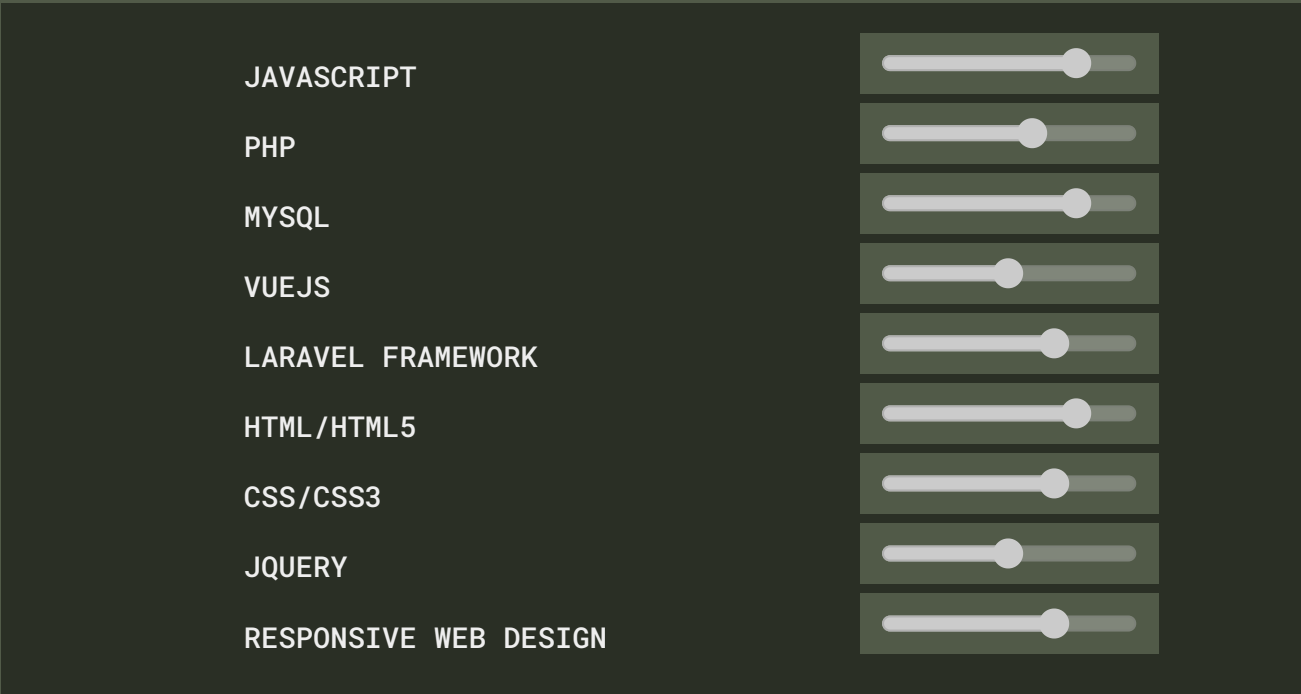 JAVASCRIPT
PHP
MYSQL
VUEJS
LARAVEL FRAMEWORK
HTML/HTML5
CSS/CSS3
JQUERY
RESPONSIVE WEB DESIGN